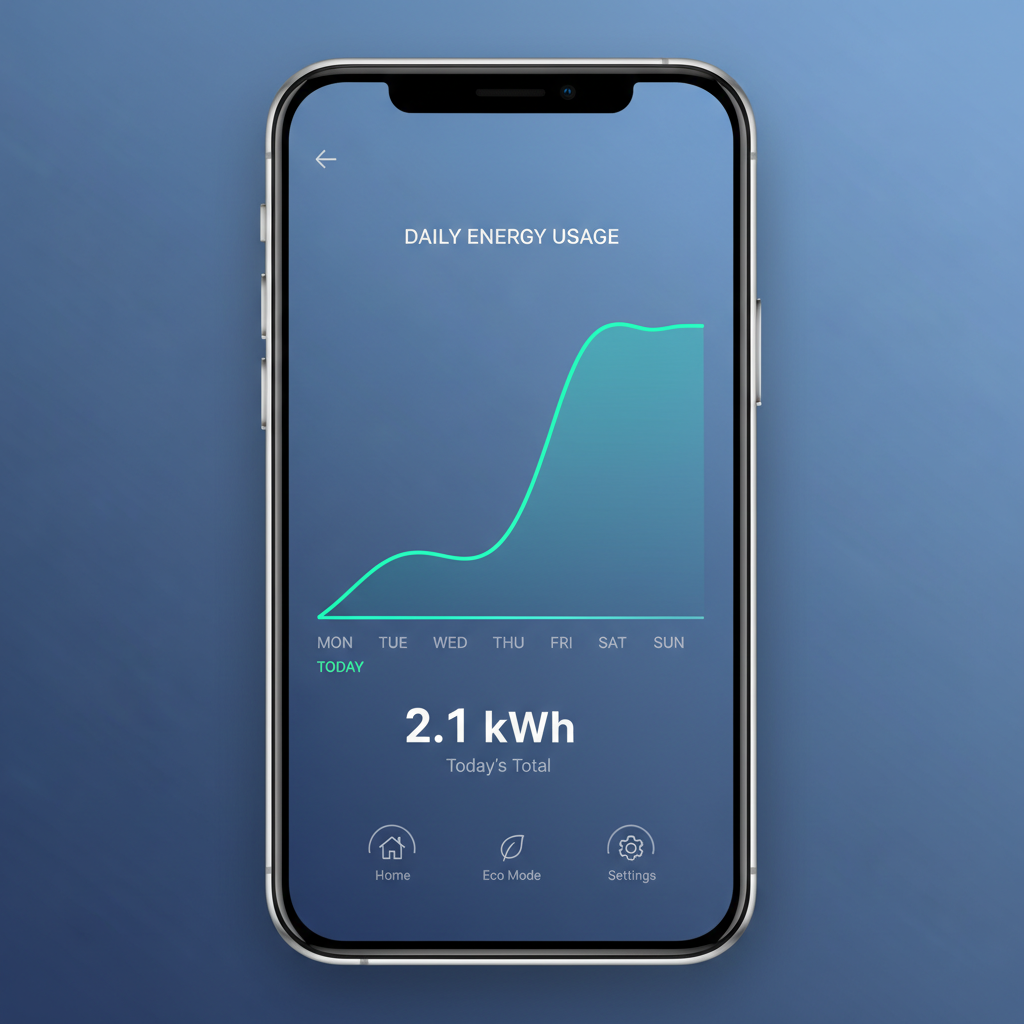 DAILY ENERGY USAGE
MON TUE WED THU FRI SAT SUN
TODAY
2.1 kWh
Today's Total
Home Eco Mode Settings